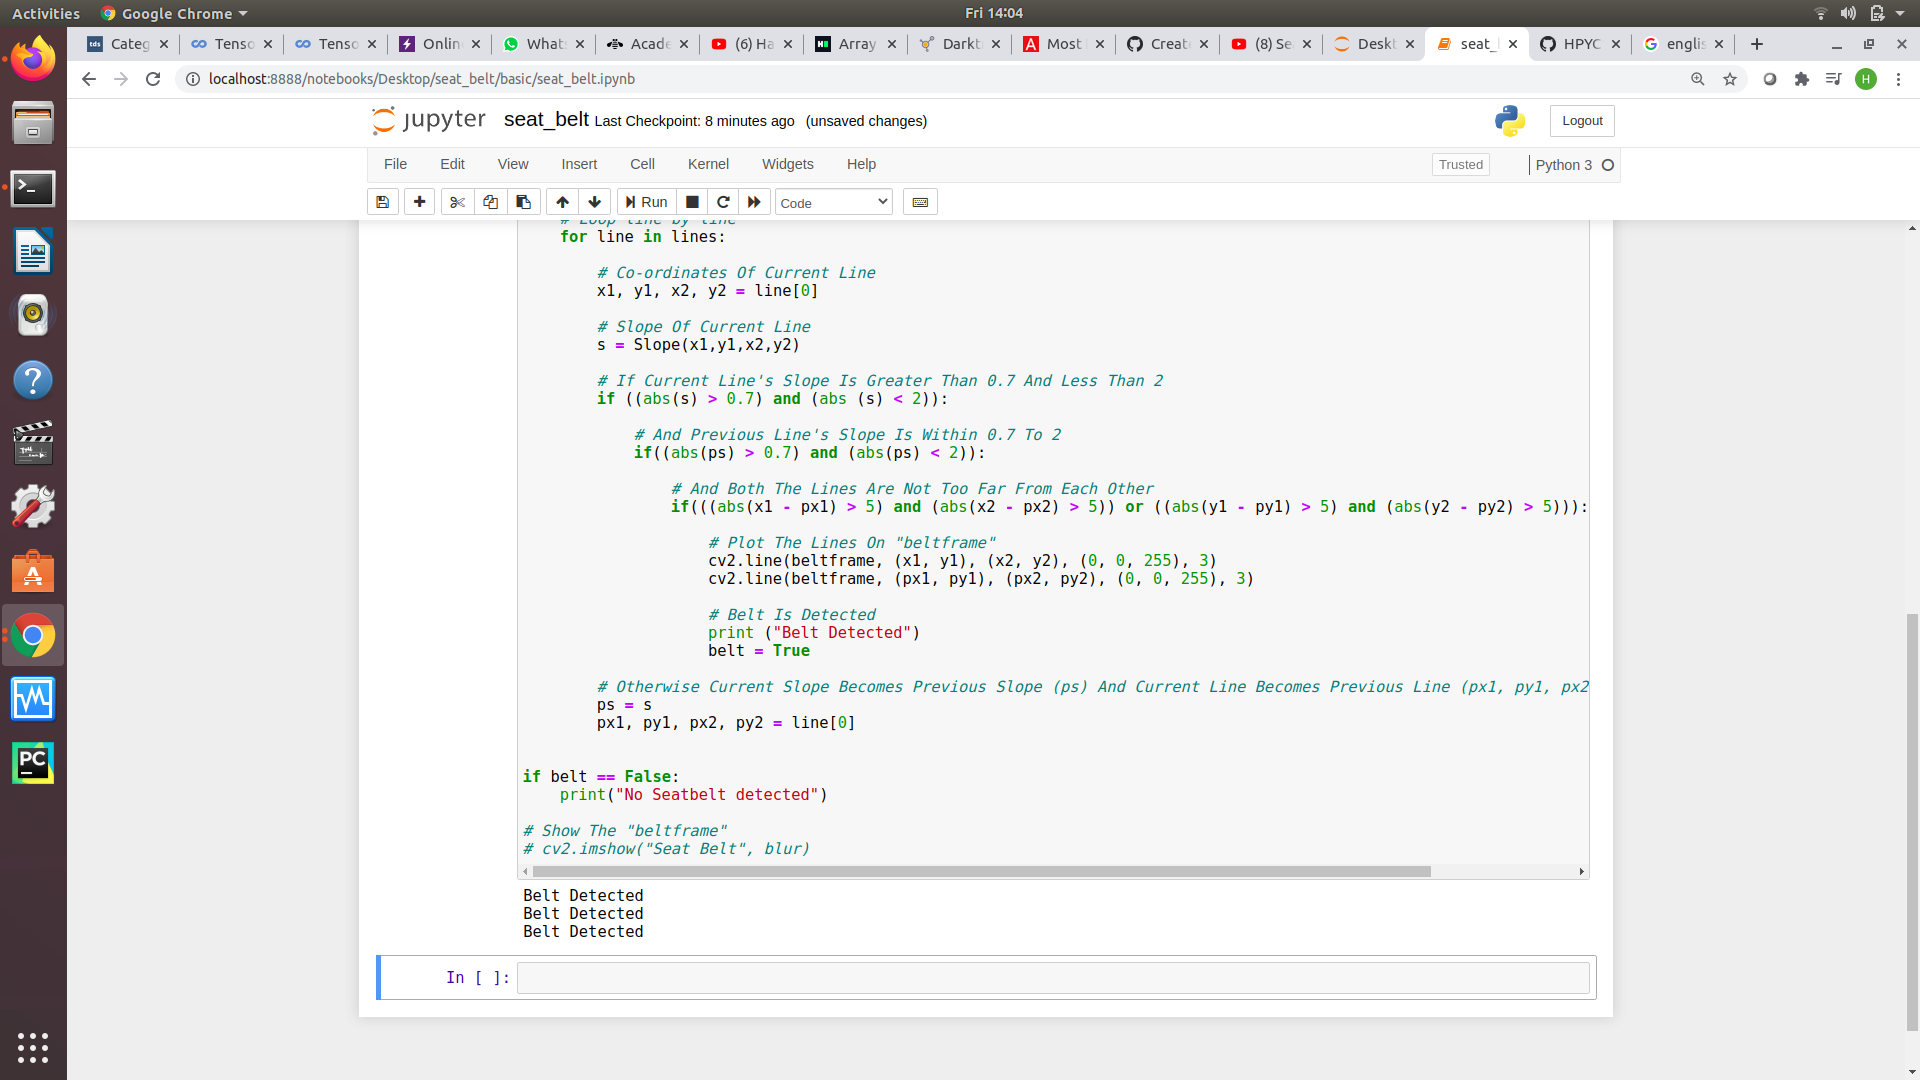 Activities Google Chrome Fri 14:04
Categ Tenso Tenso Onlin What Acade (6) Ha Array Darkt Most Creat (8) Se Deskt seat_ HPYC englis
localhost:8888/notebooks/Desktop/seat_belt/basic/seat_belt.ipynb
H
jupyter seat_belt Last Checkpoint: 8 minutes ago (unsaved changes) Logout
File Edit View Insert Cell Kernel Widgets Help Trusted Python 3
Run Code
# Loop line by line
for line in lines:
# Co-ordinates Of Current Line
x1, y1, x2, y2 = line[0]
# Slope Of Current Line
s = Slope(x1,y1,x2,y2)
# If Current Line's Slope Is Greater Than 0.7 And Less Than 2
if ((abs(s) > 0.7) and (abs (s) < 2)):
# And Previous Line's Slope Is Within 0.7 To 2
if((abs(ps) > 0.7) and (abs(ps) < 2)):
# And Both The Lines Are Not Too Far From Each Other
if(((abs(x1 - px1) > 5) and (abs(x2 - px2) > 5)) or ((abs(y1 - py1) > 5) and (abs(y2 - py2) > 5))):
# Plot The Lines On "beltframe"
cv2.line(beltframe, (x1, y1), (x2, y2), (0, 0, 255), 3)
cv2.line(beltframe, (px1, py1), (px2, py2), (0, 0, 255), 3)
# Belt Is Detected
print ("Belt Detected")
belt = True
# Otherwise Current Slope Becomes Previous Slope (ps) And Current Line Becomes Previous Line (px1, py1, px2
ps = s
px1, py1, px2, py2 = line[0]
if belt == False:
print("No Seatbelt detected")
# Show The "beltframe"
# cv2.imshow("Seat Belt", blur)
Belt Detected
Belt Detected
Belt Detected
In [ ]: